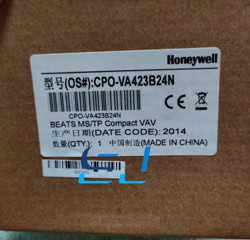 Honeywell
型号(OS#):CPO-VA423B24N
CPO-VA423B24N
BEATS MS/TP Compact VAV
生产日期(DATE CODE): 2014
数量(QTY): 1 中国制造(MADE IN CHINA)